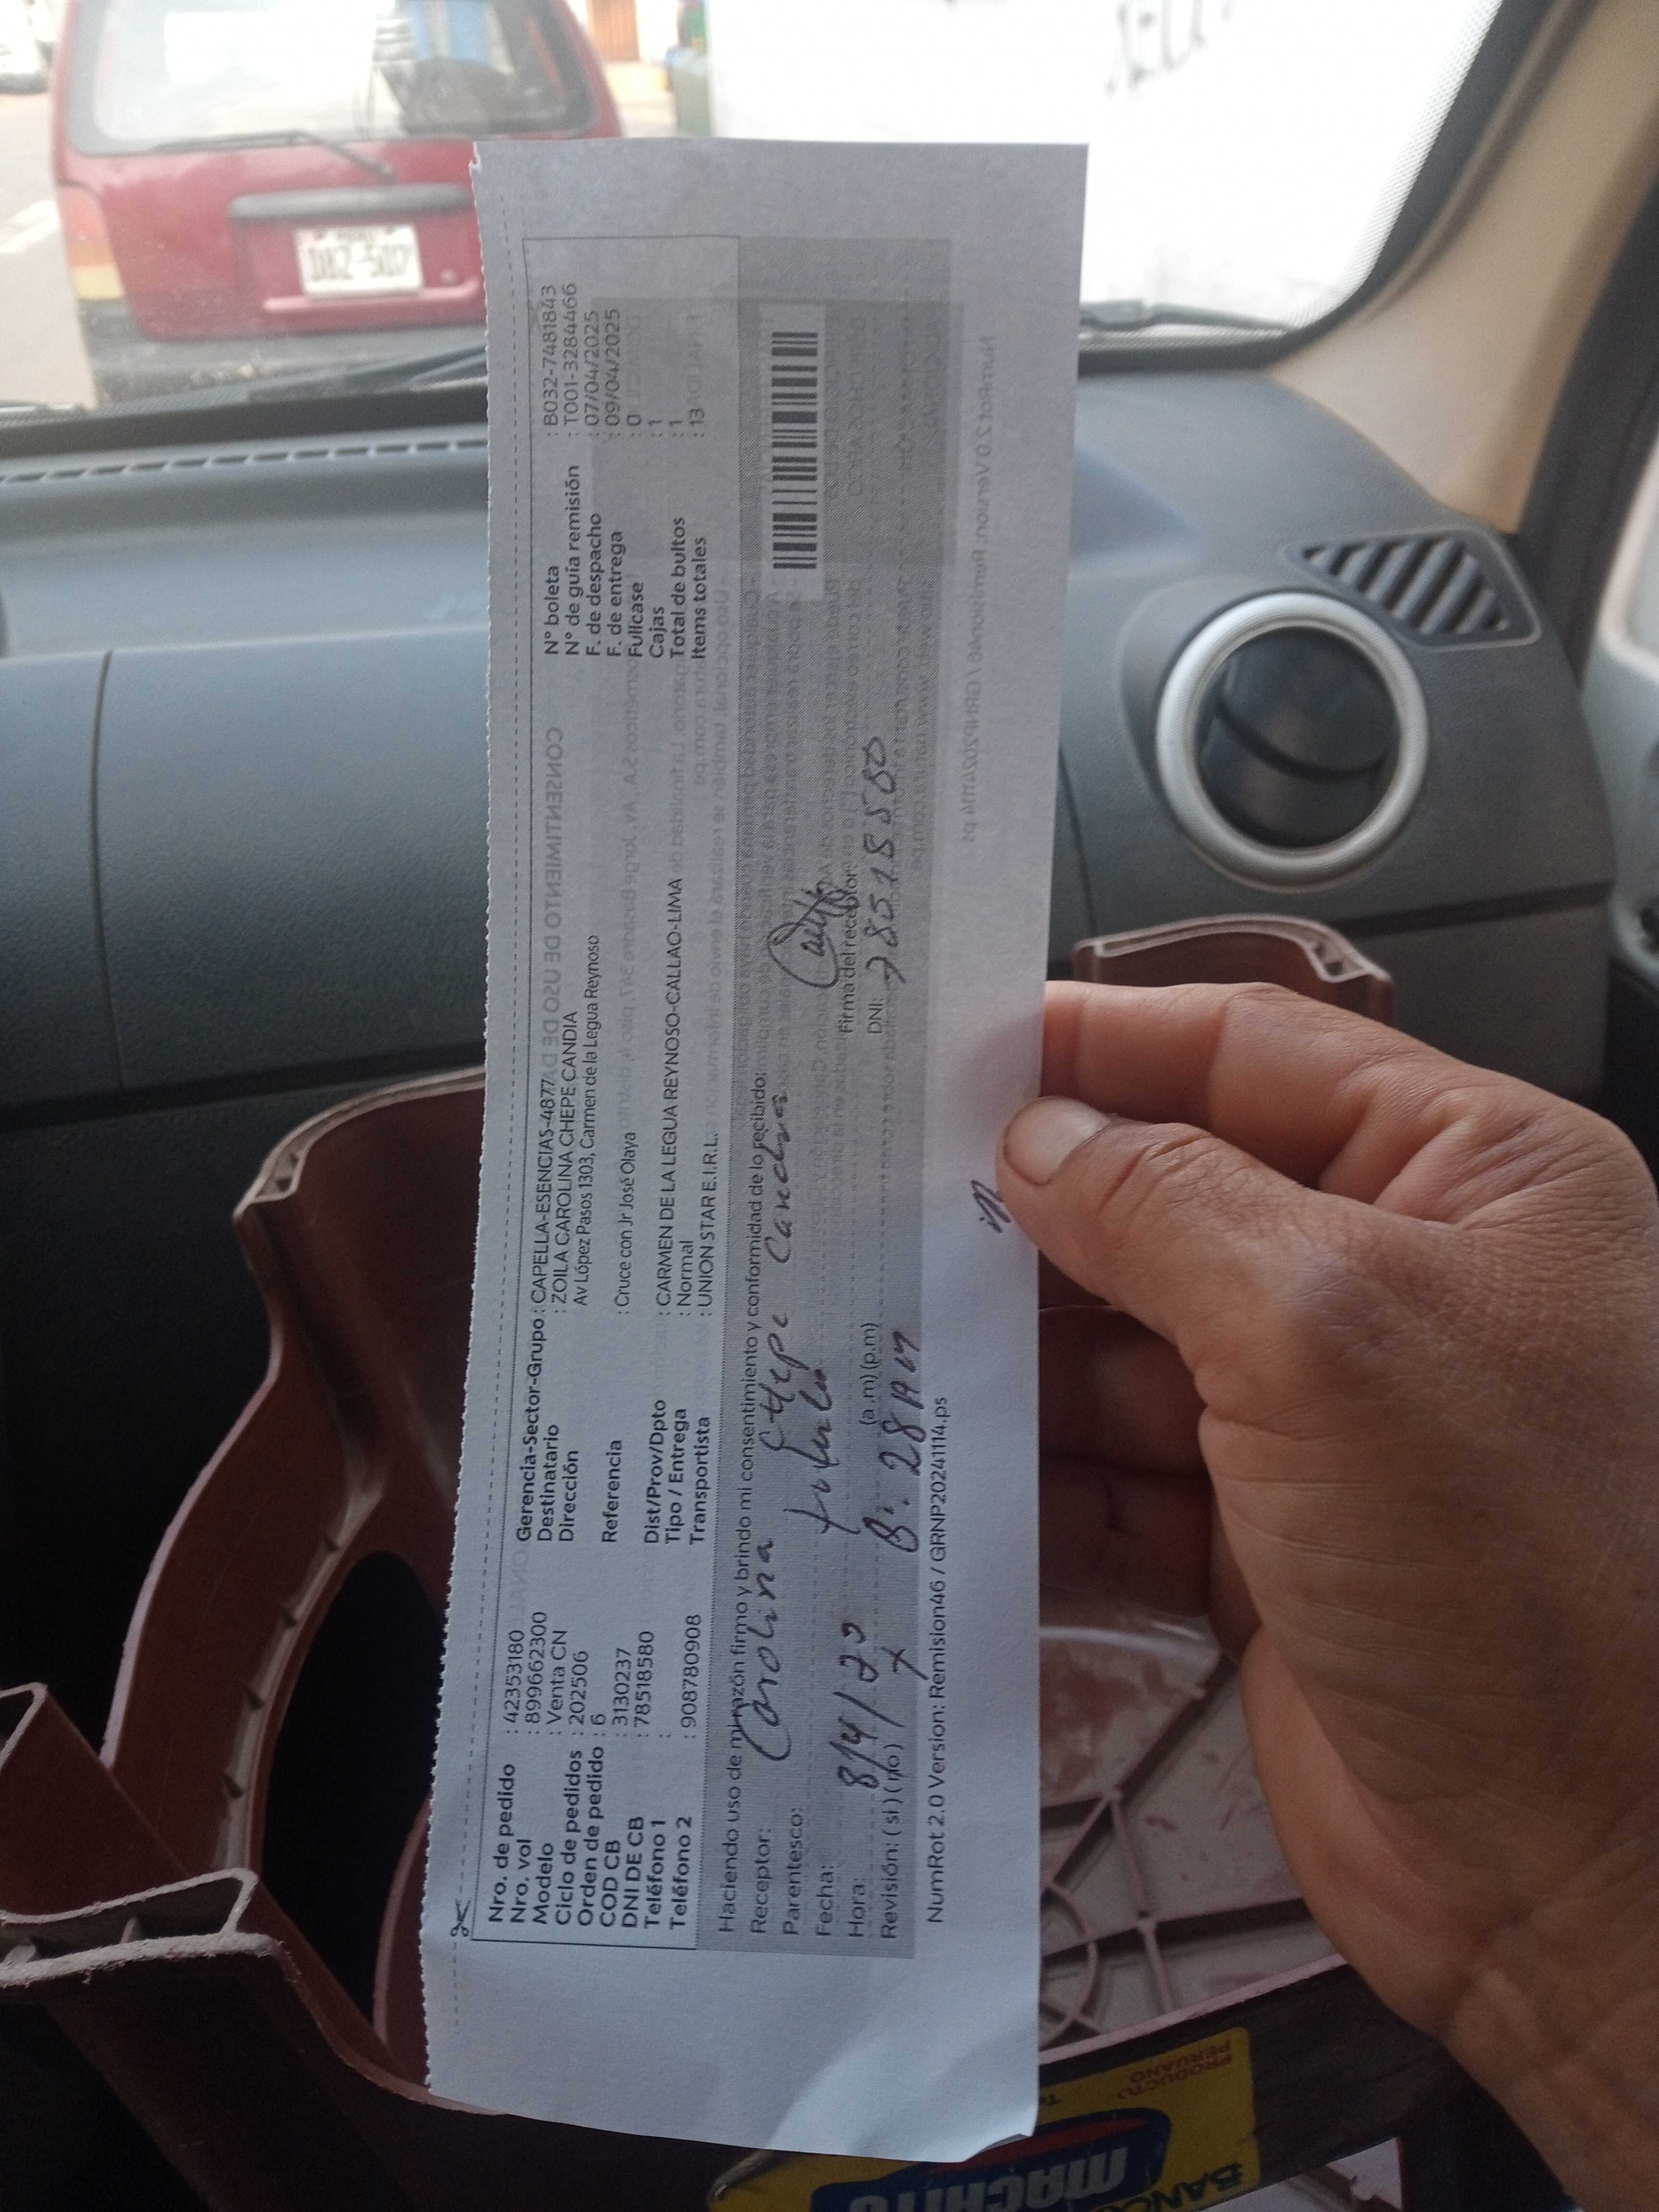 Nro. de pedido : 42353180
Nro. vol : 899662300
Modelo : Venta CN
Ciclo de pedidos : 202506
Orden de pedido : 6
COD CB : 3130237
DNI DE CB : 78518580
Teléfono 1 :
Teléfono 2 : 908780908
Gerencia-Sector-Grupo : CAPELLA-ESENCIAS-4877
Destinatario : ZOILA CAROLINA CHEPE CANDIA
Dirección Av López Pasos 1303, Carmen de la Legua Reynoso
Referencia : Cruce con Jr José Olaya
Dist/Prov/Dpto : CARMEN DE LA LEGUA REYNOSO-CALLAO-LIMA
Tipo / Entrega : Normal
Transportista : UNION STAR E.I.R.L.
N° boleta : B032-7481843
N° de guía remisión : T001-3284466
F. de despacho : 07/04/2025
F. de entrega : 09/04/2025
Fullcase : 0
Cajas : 1
Total de bultos : 1
Items totales : 13
Haciendo uso de mi razón firmo y brindo mi consentimiento y conformidad de lo recibido:
Receptor: Carolina Chepe Candia
Parentesco: titular
Firma del receptor:
Fecha: 8/4/
DNI: 78518580
Hora: 8:28 AM (a.m) (p.m)
Revisión: ( si ) ( no )
NumRot 2.0 Version: Remision46 / GRNP20241114.ps
CONSENTIMIENTO DE USO DE
PRODUCTO
PERUANO
MACHITO